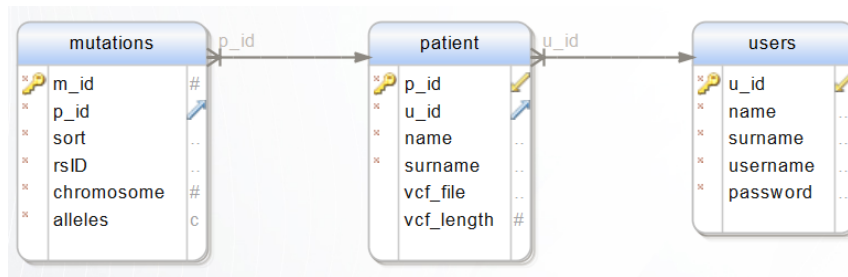 mutations
p_id
m_id #
p_id
sort ..
rsID ..
chromosome #
alleles c
patient
u_id
p_id
u_id
name ..
surname ..
vcf_file ..
vcf_length #
users
u_id
name ..
surname ..
username ..
password ..